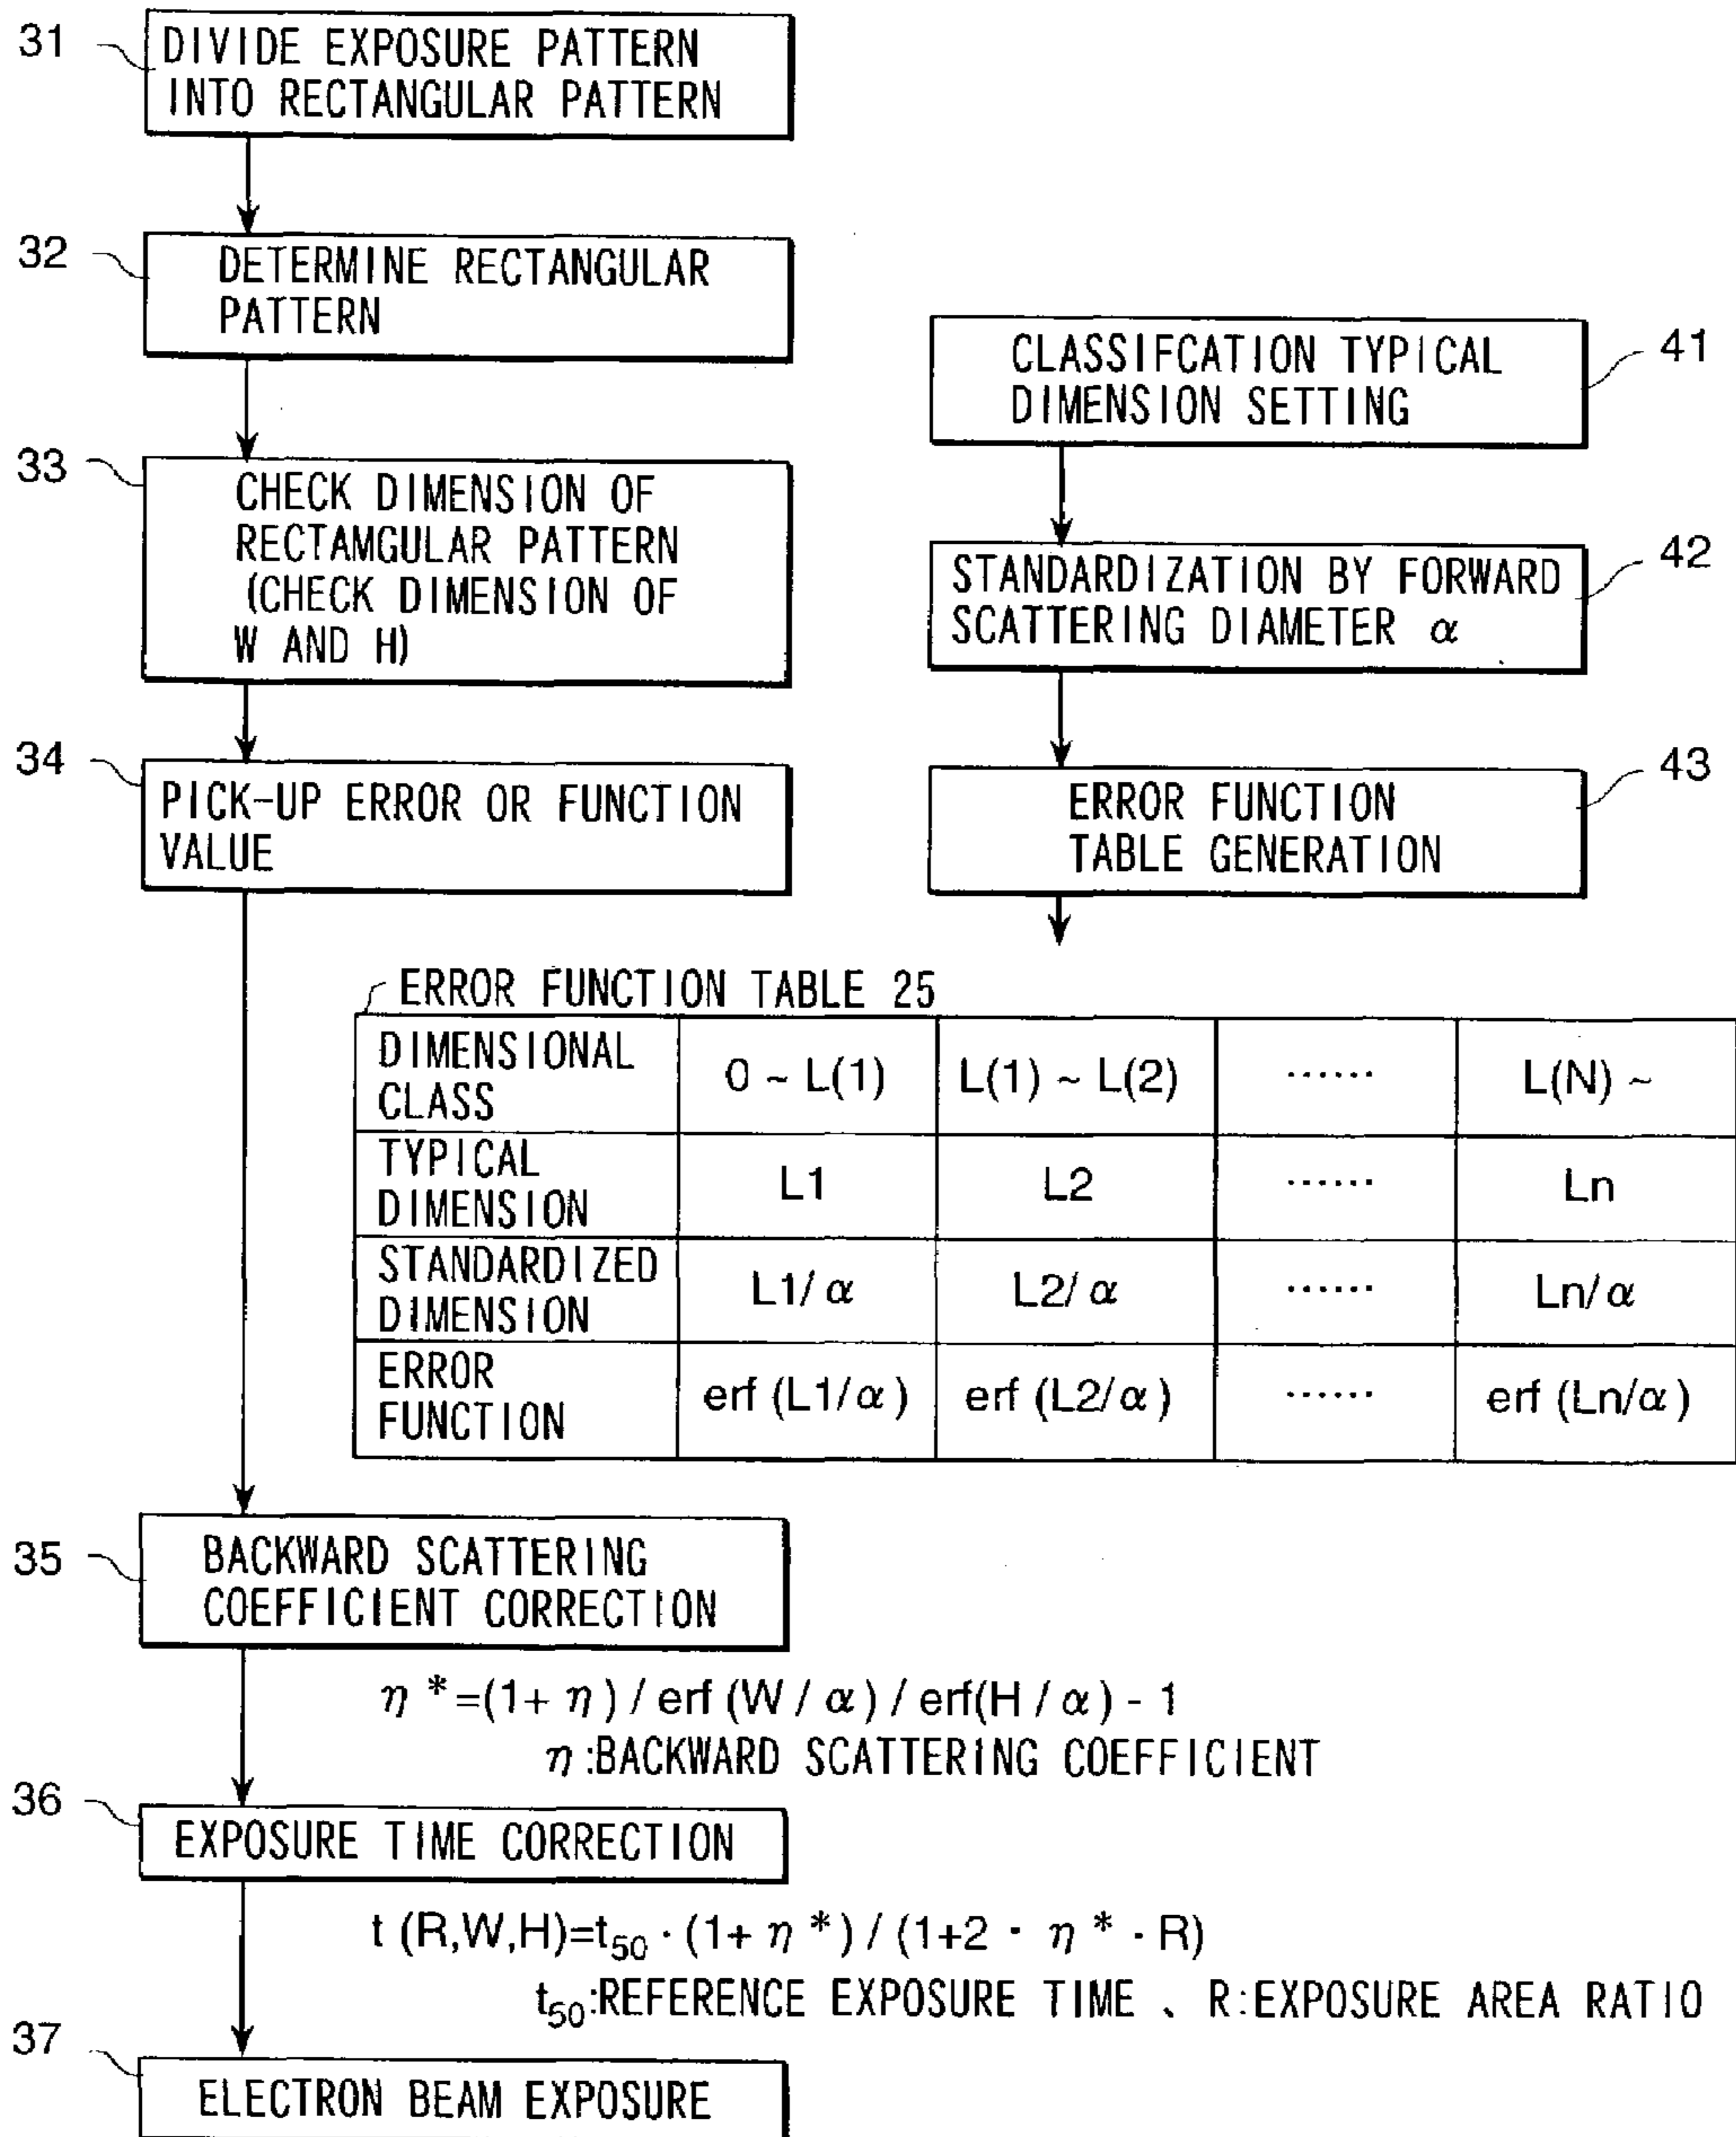 31
DIVIDE EXPOSURE PATTERN
INTO RECTANGULAR PATTERN
32
DETERMINE RECTANGULAR
PATTERN
33
CHECK DIMENSION OF
RECTAMGULAR PATTERN
(CHECK DIMENSION OF
W AND H)
34
PICK-UP ERROR OR FUNCTION
VALUE
CLASSIFCATION TYPICAL
DIMENSION SETTING
41
STANDARDIZATION BY FORWARD
SCATTERING DIAMETER α
42
ERROR FUNCTION
TABLE GENERATION
43
ERROR FUNCTION TABLE 25
DIMENSIONAL
CLASS
0 ~ L(1)
L(1) ~ L(2)
······
L(N) ~
TYPICAL
DIMENSION
L1
L2
······
Ln
STANDARDIZED
DIMENSION
L1/α
L2/α
······
Ln/α
ERROR
FUNCTION
erf (L1/α)
erf (L2/α)
······
erf (Ln/α)
35
BACKWARD SCATTERING
COEFFICIENT CORRECTION
η *=(1+ η) / erf (W / α) / erf(H / α) - 1
η :BACKWARD SCATTERING COEFFICIENT
36
EXPOSURE TIME CORRECTION
t (R,W,H)=t₅₀ · (1+ η *) / (1+2 · η * · R)
t₅₀:REFERENCE EXPOSURE TIME 、 R:EXPOSURE AREA RATIO
37
ELECTRON BEAM EXPOSURE